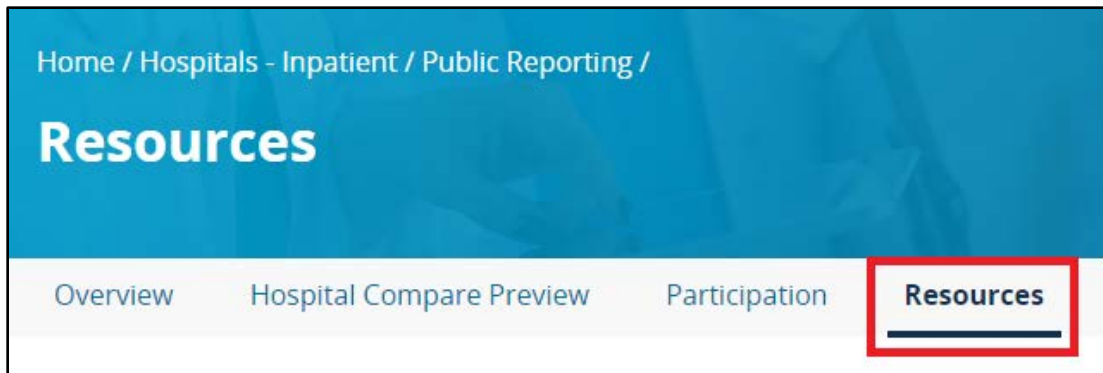 Home / Hospitals - Inpatient / Public Reporting /
Resources
Overview Hospital Compare Preview Participation Resources